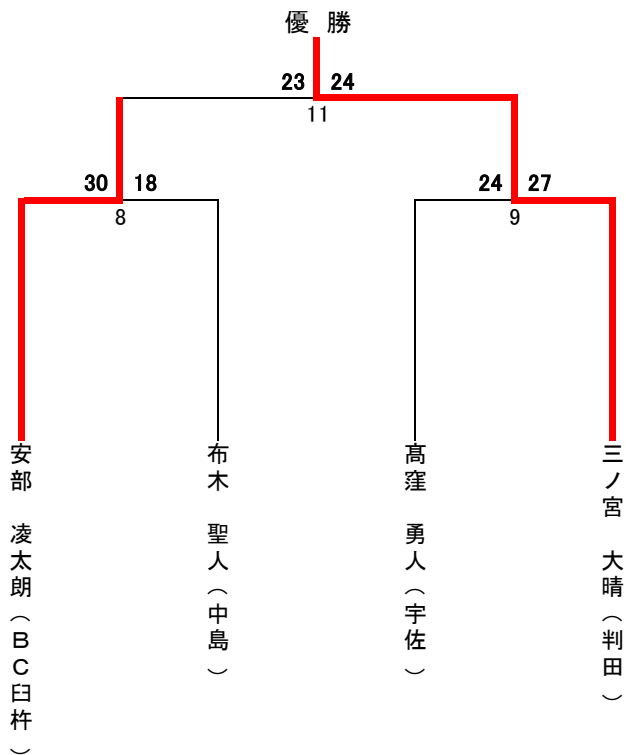 優 勝
23 24
11
30 18
8
24 27
9
安部 凌太朗（ＢＣ臼杵）
布木 聖人（中島）
髙窪 勇人（宇佐）
三ノ宮 大晴（判田）